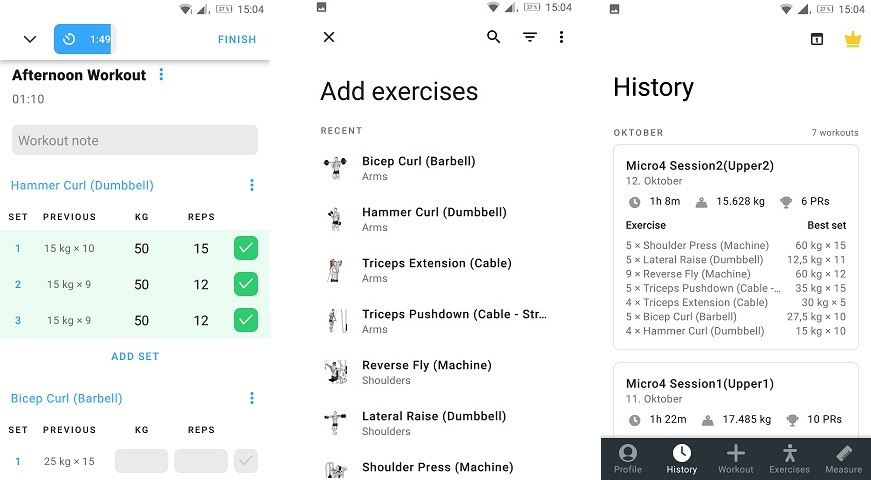 27 % 15:04
1:49 FINISH
Afternoon Workout
01:10
Workout note
Hammer Curl (Dumbbell)
SET PREVIOUS KG REPS
1 15 kg × 10 50 15
2 15 kg × 9 50 12
3 15 kg × 9 50 12
ADD SET
Bicep Curl (Barbell)
SET PREVIOUS KG REPS
1 25 kg × 15
27 % 15:04
Add exercises
RECENT
Bicep Curl (Barbell)
Arms
Hammer Curl (Dumbbell)
Arms
Triceps Extension (Cable)
Arms
Triceps Pushdown (Cable - Str...
Arms
Reverse Fly (Machine)
Shoulders
Lateral Raise (Dumbbell)
Shoulders
Shoulder Press (Machine)
27 % 15:04
1
History
OKTOBER 7 workouts
Micro4 Session2(Upper2)
12. Oktober
1h 8m 15.628 kg 6 PRs
Exercise Best set
5 × Shoulder Press (Machine) 60 kg × 15
5 × Lateral Raise (Dumbbell) 12,5 kg × 11
9 × Reverse Fly (Machine) 60 kg × 12
5 × Triceps Pushdown (Cable -... 35 kg × 15
4 × Triceps Extension (Cable) 30 kg × 5
5 × Bicep Curl (Barbell) 27,5 kg × 10
4 × Hammer Curl (Dumbbell) 15 kg × 10
Micro4 Session1(Upper1)
11. Oktober
1h 22m 17.485 kg 10 PRs
Profile History Workout Exercises Measure